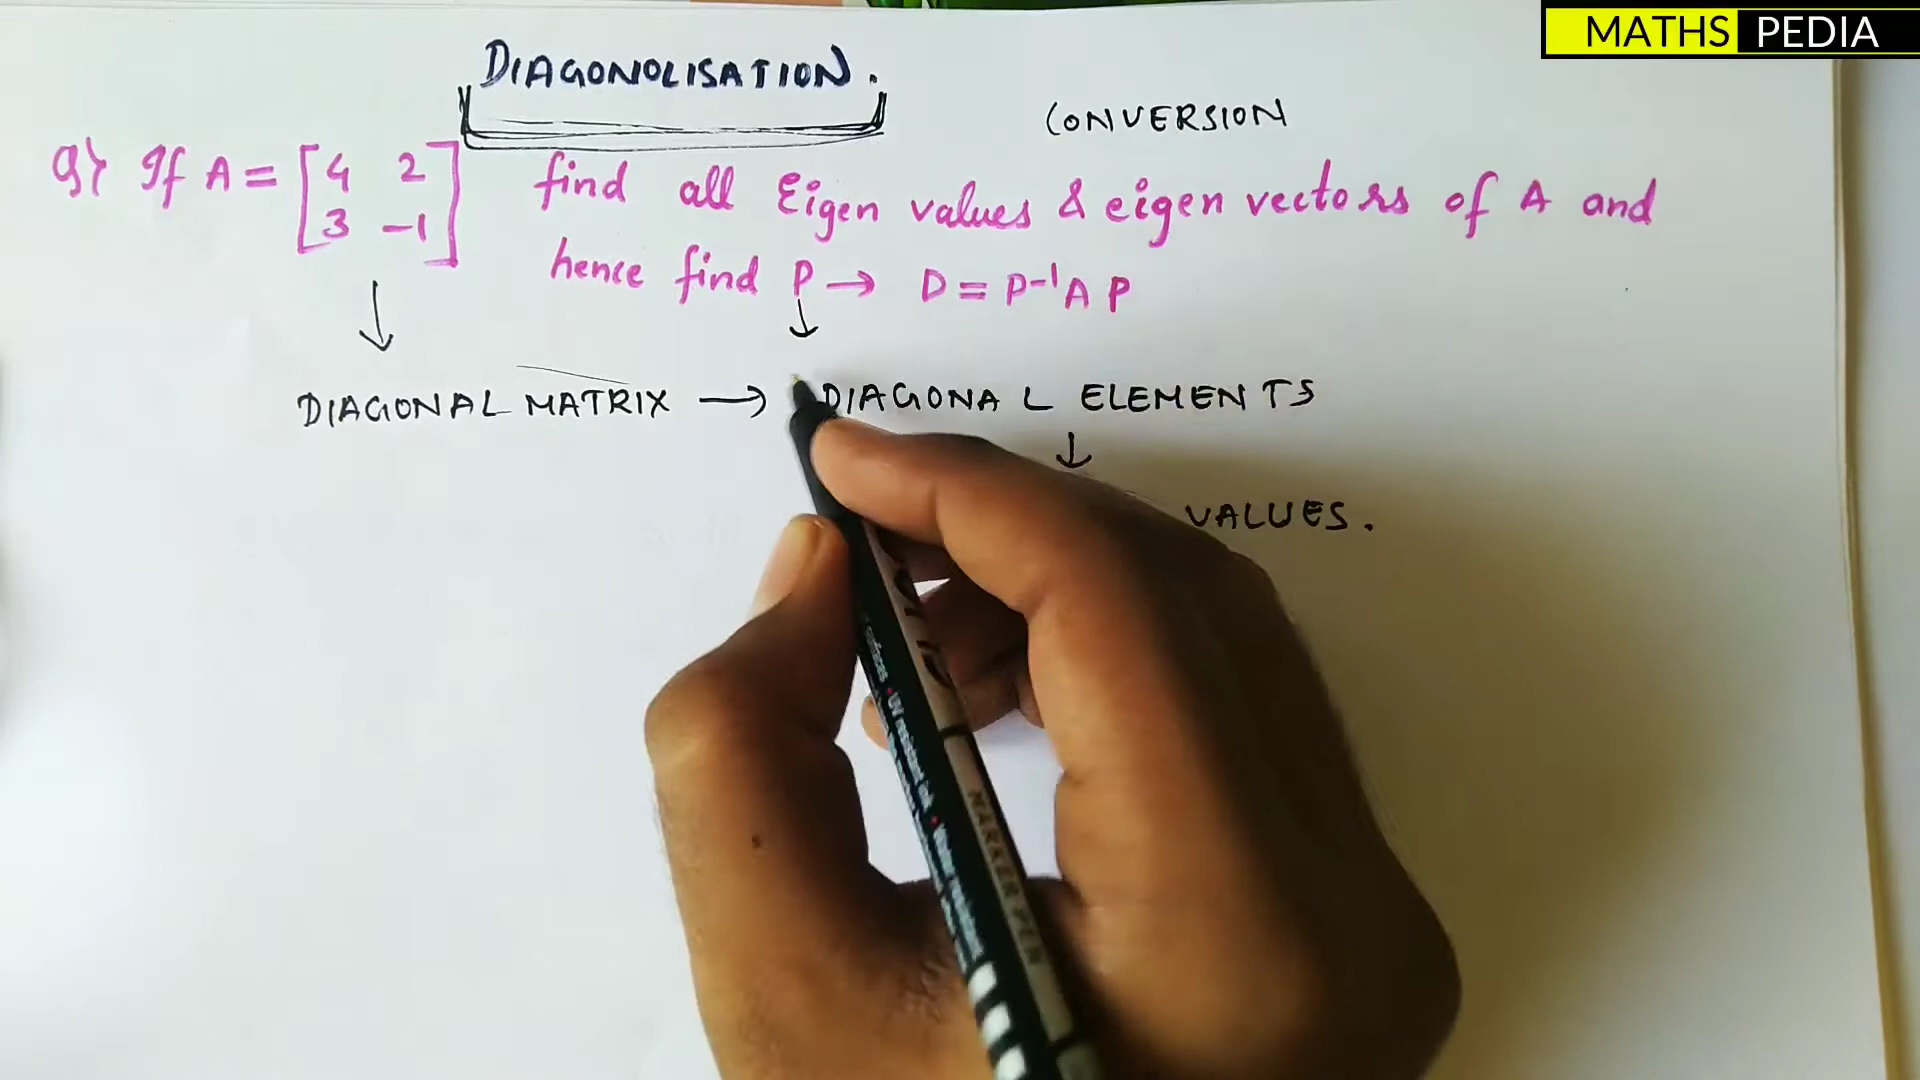 MATHS PEDIA
DIAGONOLISATION.
CONVERSION
Q) If A = [4 2
3 -1] find all Eigen values & eigen vectors of A and
hence find P → D = P-1 A P
↓ ↓
DIAGONAL MATRIX → DIAGONAL ELEMENTS
↓
VALUES.
MARKER PEN